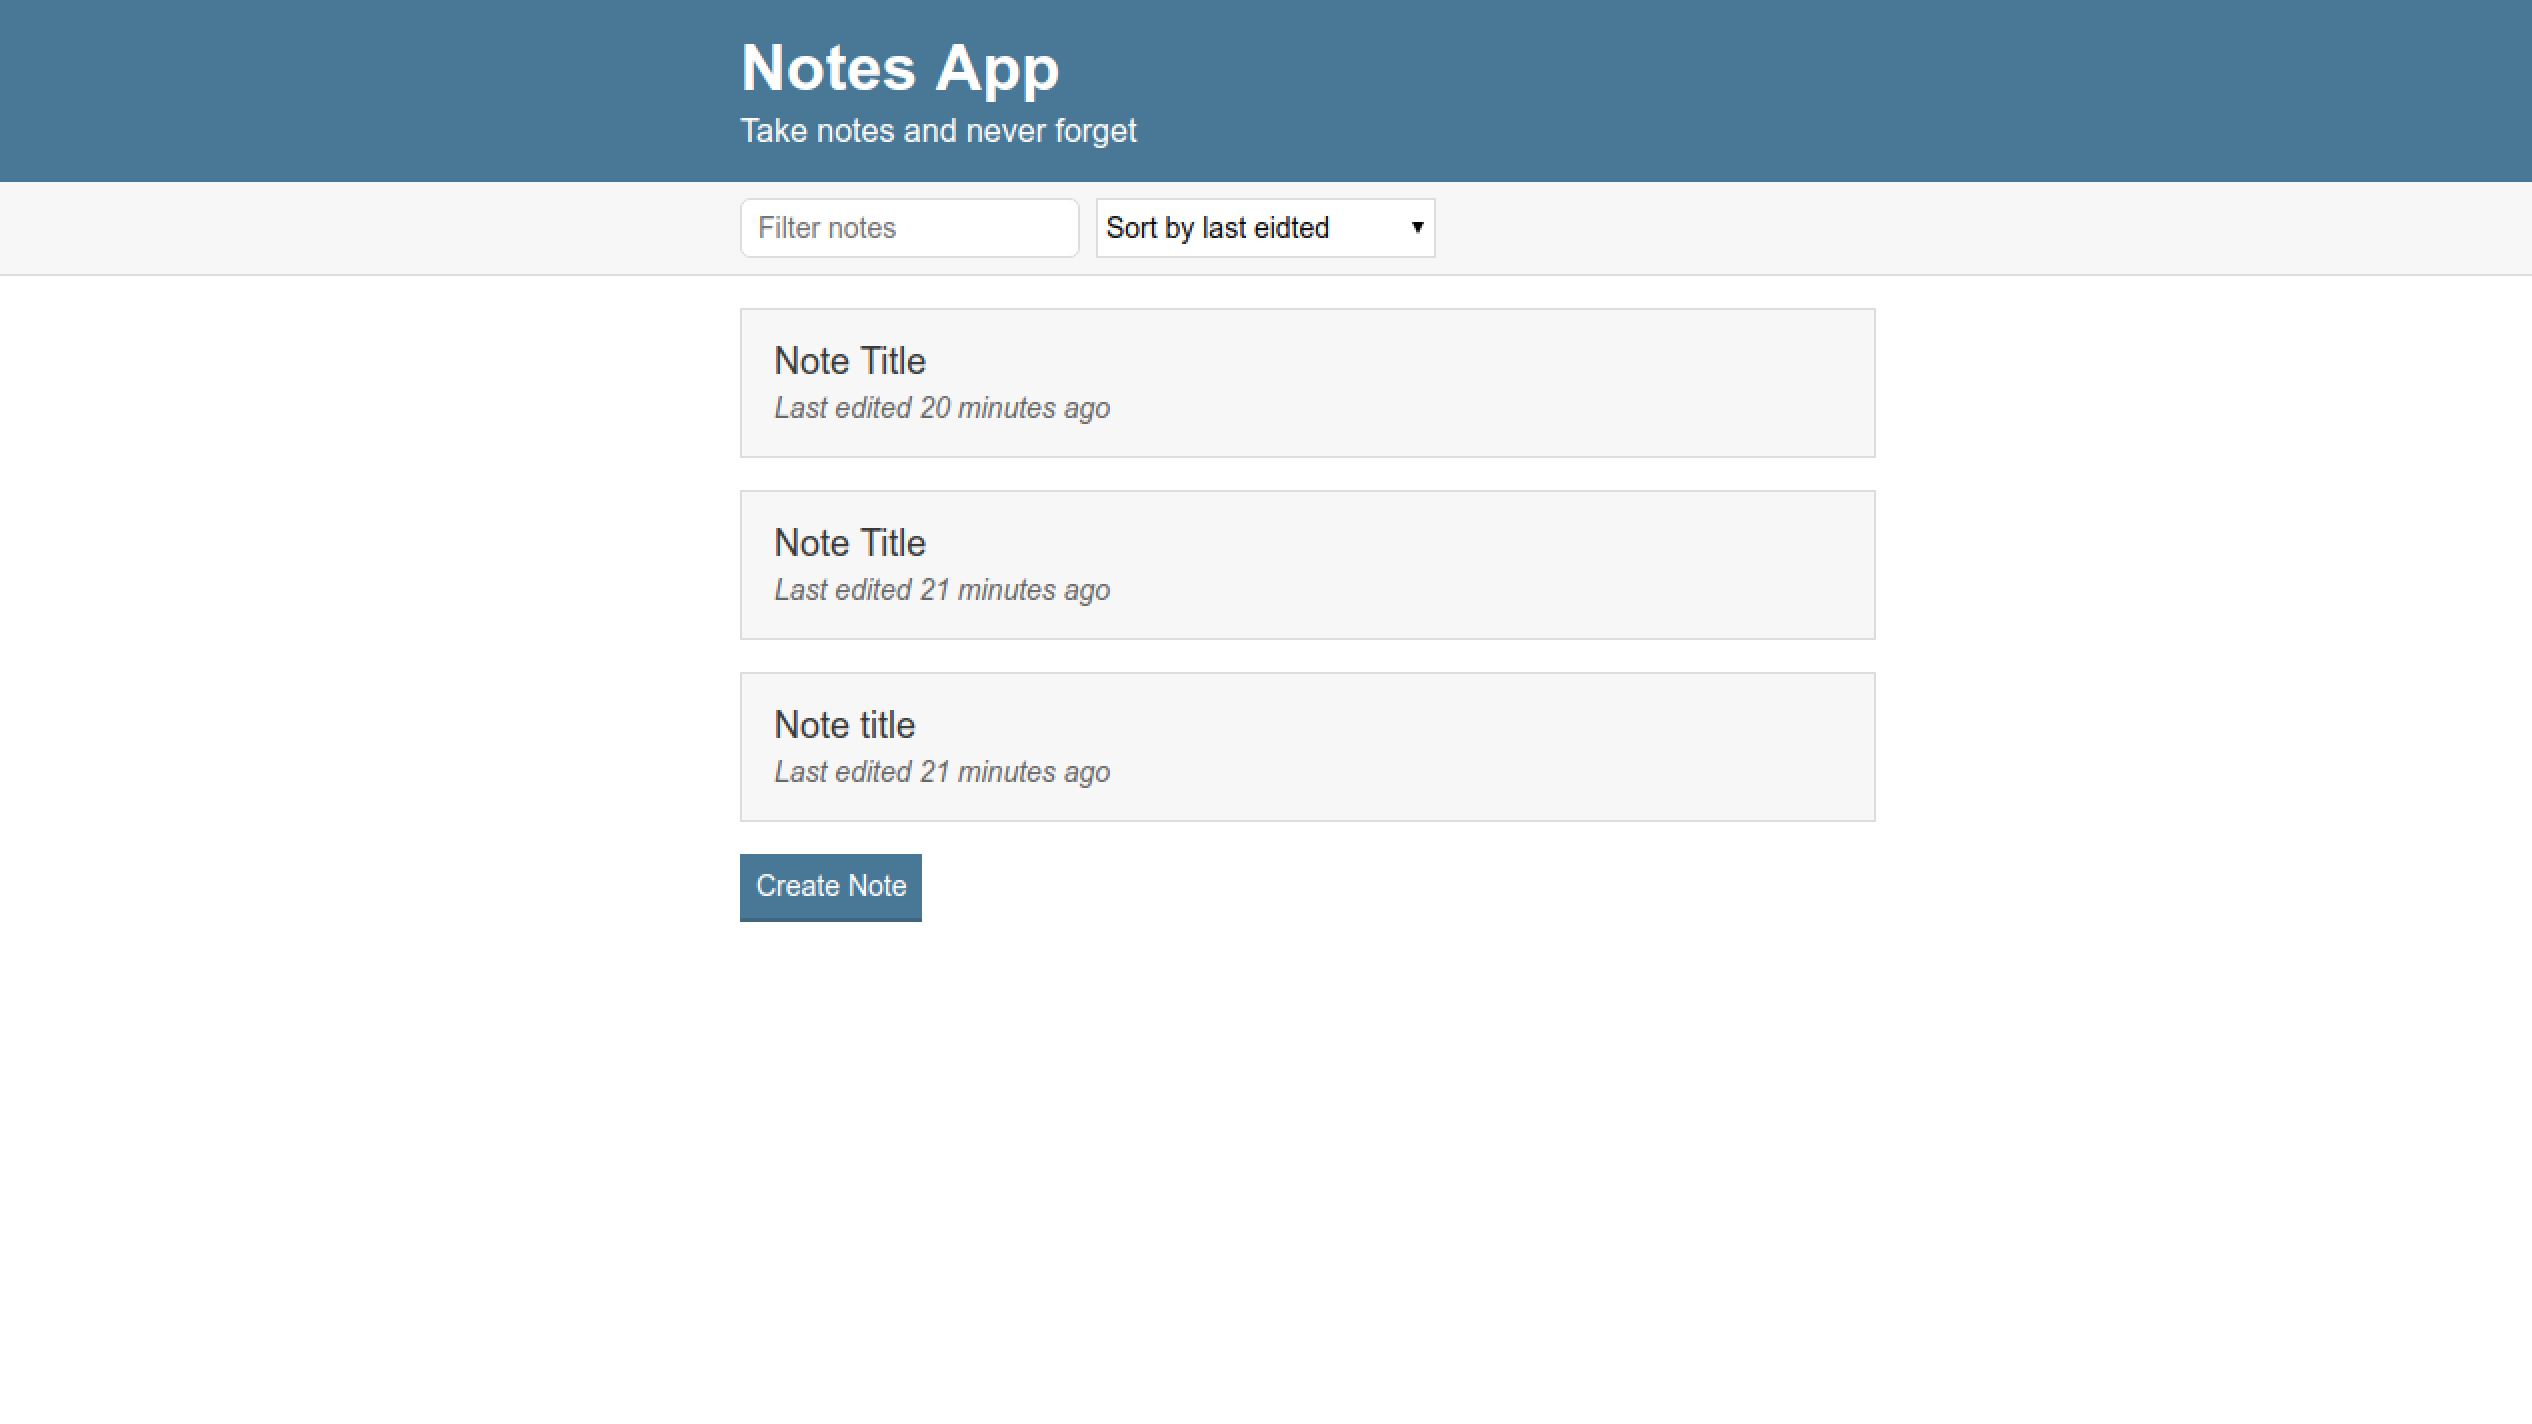 Notes App
Take notes and never forget
Filter notes
Sort by last eidted
Note Title
Last edited 20 minutes ago
Note Title
Last edited 21 minutes ago
Note title
Last edited 21 minutes ago
Create Note